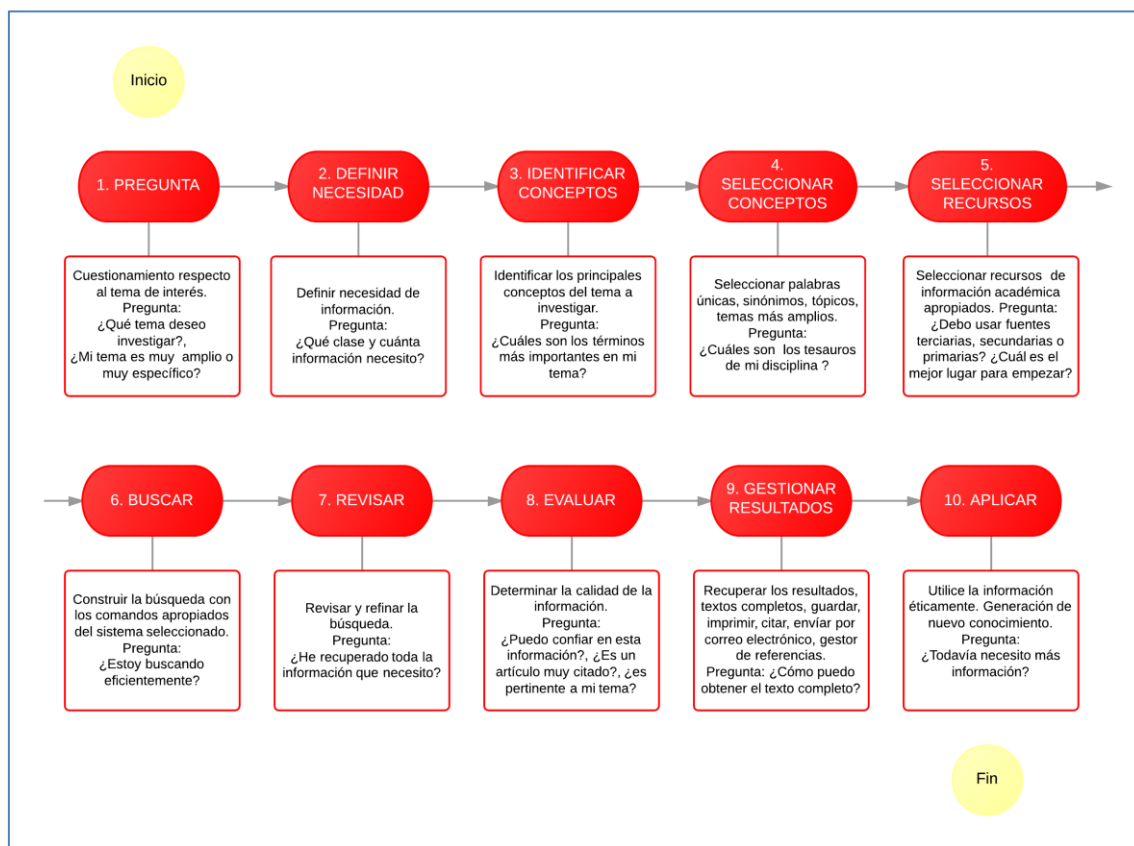 Inicio
1. PREGUNTA
2. DEFINIR
NECESIDAD
3. IDENTIFICAR
CONCEPTOS
4.
SELECCIONAR
CONCEPTOS
5.
SELECCIONAR
RECURSOS
Cuestionamiento respecto
al tema de interés.
Pregunta:
¿Qué tema deseo
investigar?,
¿Mi tema es muy amplio o
muy específico?
Definir necesidad de
información.
Pregunta:
¿Qué clase y cuánta
información necesito?
Identificar los principales
conceptos del tema a
investigar.
Pregunta:
¿Cuáles son los términos
más importantes en mi
tema?
Seleccionar palabras
únicas, sinónimos, tópicos,
temas más amplios.
Pregunta:
¿Cuáles son los tesauros
de mi disciplina ?
Seleccionar recursos de
información académica
apropiados. Pregunta:
¿Debo usar fuentes
terciarias, secundarias o
primarias? ¿Cuál es el
mejor lugar para empezar?
6. BUSCAR
7. REVISAR
8. EVALUAR
9. GESTIONAR
RESULTADOS
10. APLICAR
Construir la búsqueda con
los comandos apropiados
del sistema seleccionado.
Pregunta:
¿Estoy buscando
eficientemente?
Revisar y refinar la
búsqueda.
Pregunta:
¿He recuperado toda la
información que necesito?
Determinar la calidad de la
información.
Pregunta:
¿Puedo confiar en esta
información?, ¿Es un
artículo muy citado?, ¿es
pertinente a mi tema?
Recuperar los resultados,
textos completos, guardar,
imprimir, citar, envíar por
correo electrónico, gestor
de referencias.
Pregunta: ¿Cómo puedo
obtener el texto completo?
Utilice la información
éticamente. Generación de
nuevo conocimiento.
Pregunta:
¿Todavía necesito más
información?
Fin